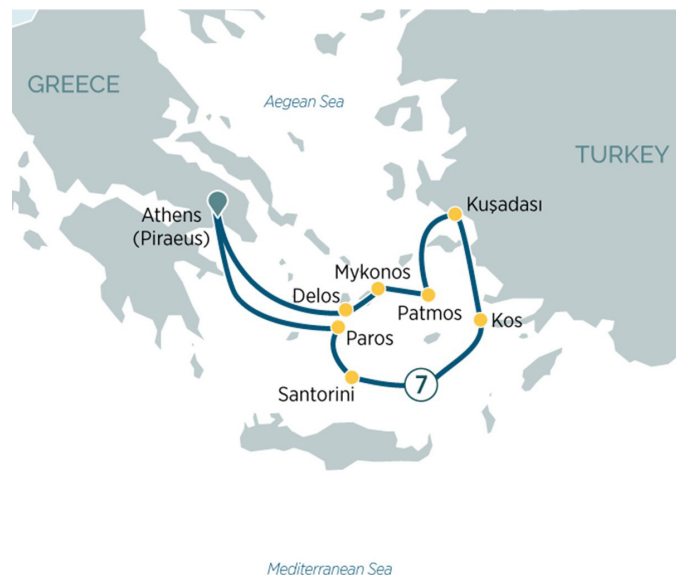 GREECE
Aegean Sea
TURKEY
Athens
(Piraeus)
Kuşadası
Mykonos
Delos
Patmos
Kos
Paros
Santorini
7
Mediterranean Sea